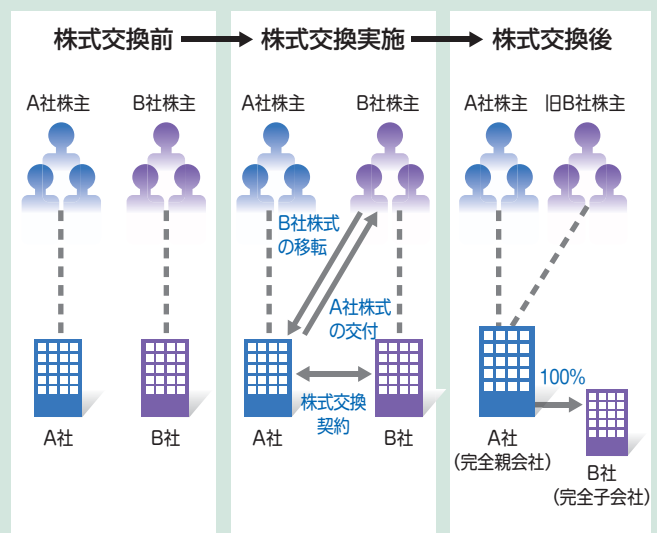 株式交換前
A社株主
B社株主
A社
B社
株式交換実施
A社株主
B社株主
B社株式
の移転
A社株式
の交付
株式交換
契約
A社
B社
株式交換後
A社株主
旧B社株主
100%
A社
(完全親会社)
B社
(完全子会社)